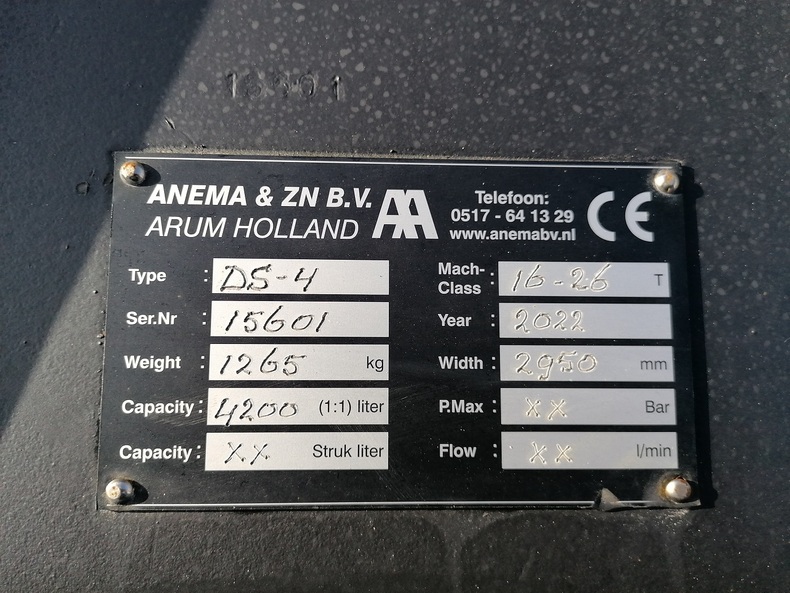 15601
ANEMA & ZN B.V.
ARUM HOLLAND
AA
Telefoon:
0517 - 64 13 29
www.anemabv.nl
CE
Type : DS-4
Ser.Nr : 15601
Weight : 1265 kg
Capacity : 4200 (1:1) liter
Capacity : XX Struk liter
Mach-
Class : 16-26 T
Year : 2022
Width : 2950 mm
P.Max : XX Bar
Flow : XX l/min